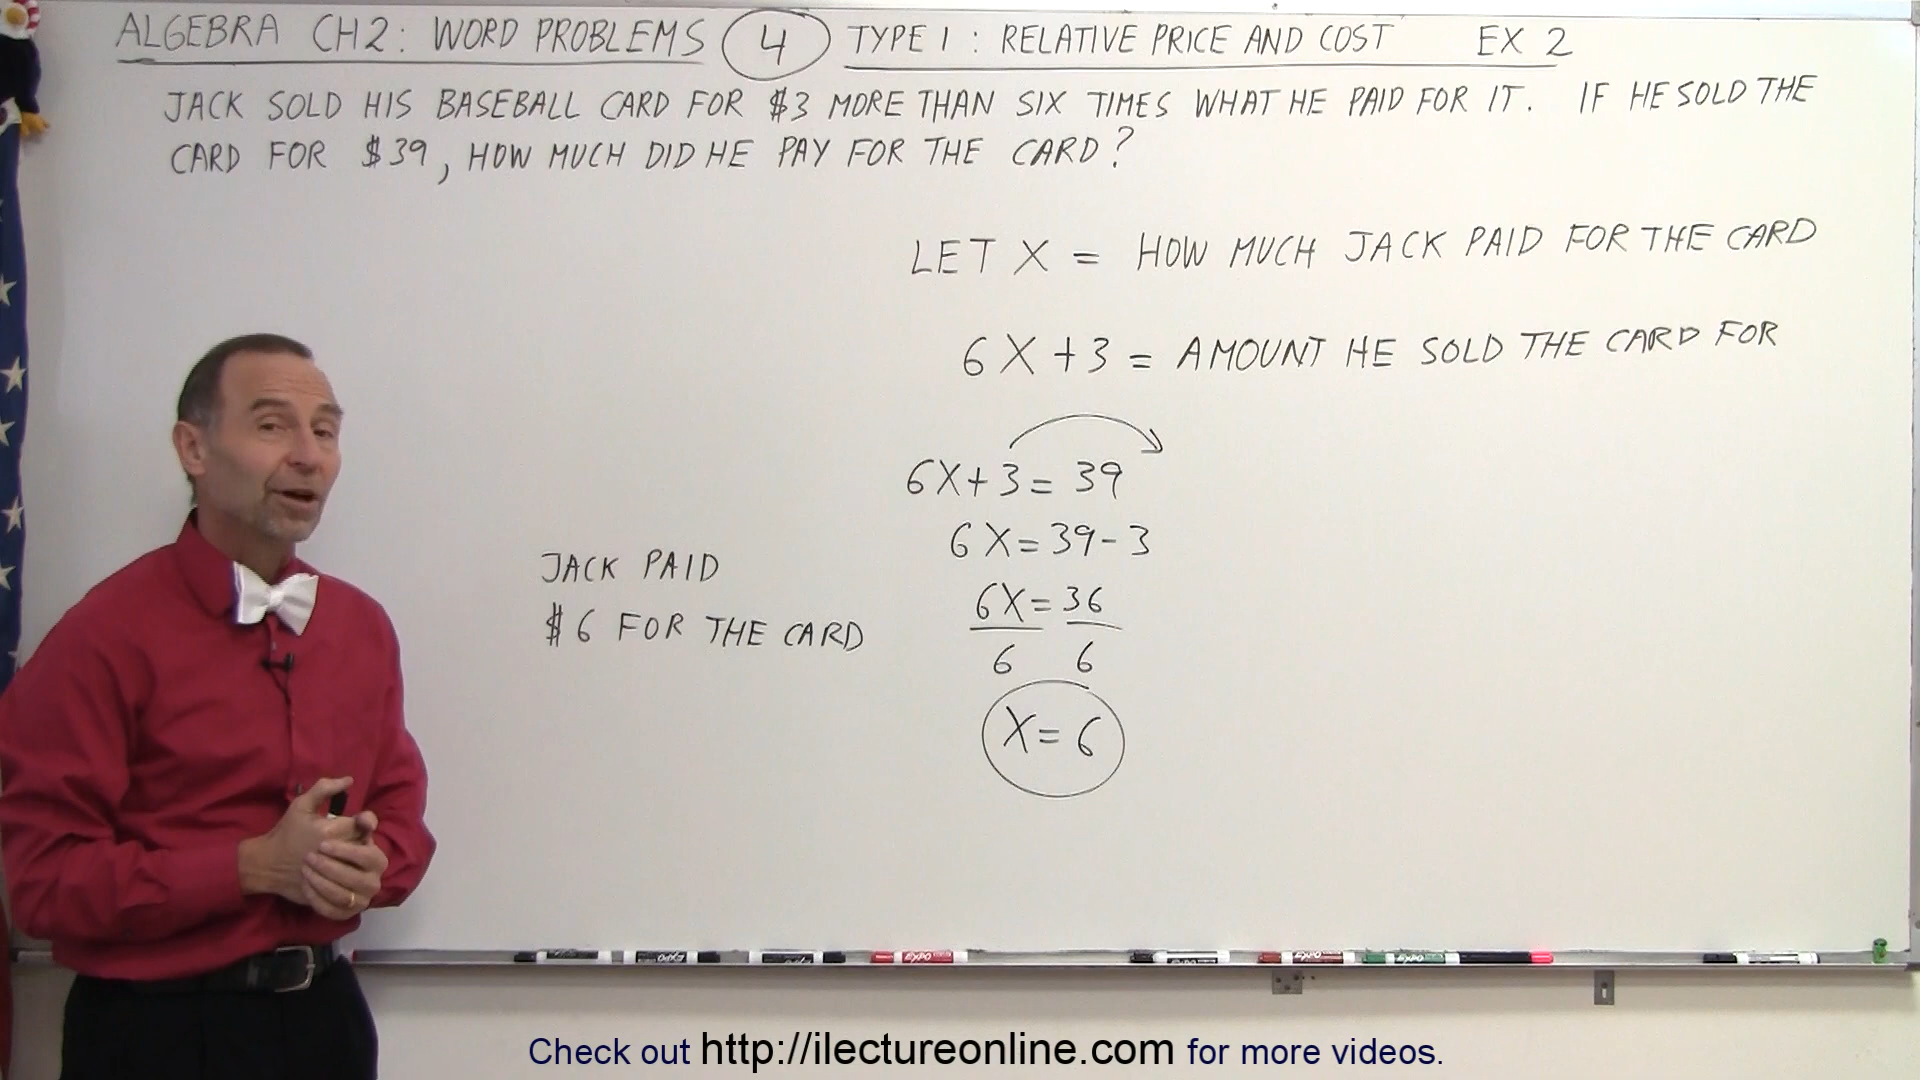 ALGEBRA CH2: WORD PROBLEMS 4 TYPE 1: RELATIVE PRICE AND COST EX 2
JACK SOLD HIS BASEBALL CARD FOR $3 MORE THAN SIX TIMES WHAT HE PAID FOR IT. IF HE SOLD THE
CARD FOR $39, HOW MUCH DID HE PAY FOR THE CARD?
LET X = HOW MUCH JACK PAID FOR THE CARD
6X+3 = AMOUNT HE SOLD THE CARD FOR
6X+3 = 39
6X = 39-3
6X = 36
6 6
X = 6
JACK PAID
$6 FOR THE CARD
EXPO
EXPO
EXPO
EXPO
Check out http://ilectureonline.com for more videos.